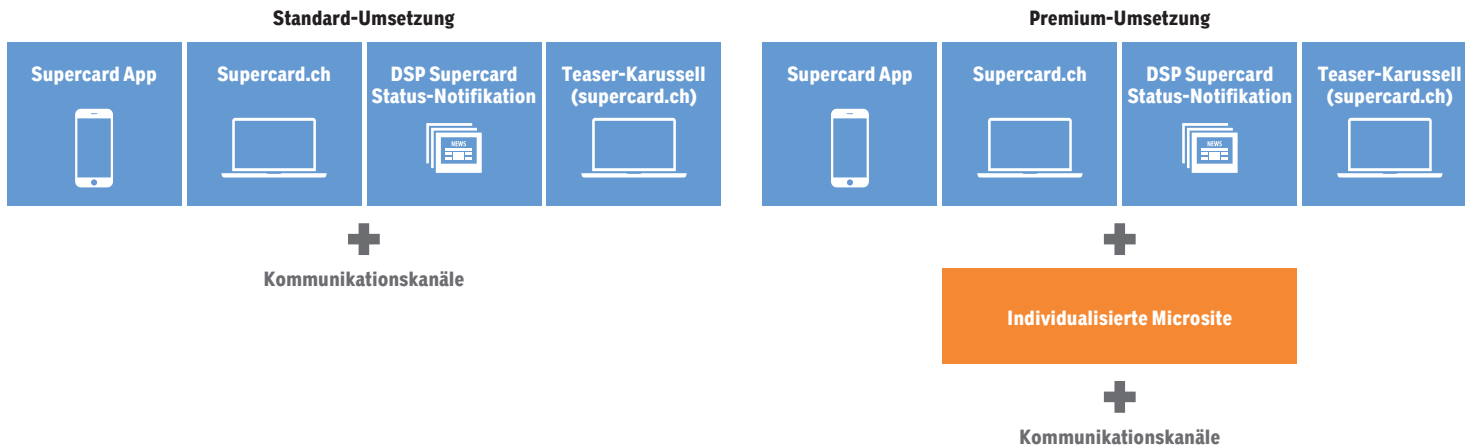 Standard-Umsetzung
Supercard App
Supercard.ch
DSP Supercard
Status-Notifikation
NEWS
Teaser-Karussell
(supercard.ch)
Kommunikationskanäle
Premium-Umsetzung
Supercard App
Supercard.ch
DSP Supercard
Status-Notifikation
NEWS
Teaser-Karussell
(supercard.ch)
Individualisierte Microsite
Kommunikationskanäle